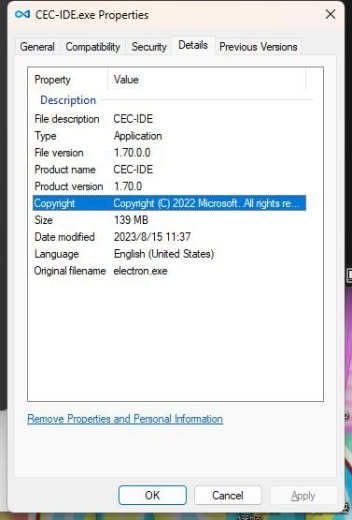 CEC-IDE.exe Properties
General Compatibility Security Details Previous Versions
Property Value
Description
File description CEC-IDE
Type Application
File version 1.70.0.0
Product name CEC-IDE
Product version 1.70.0
Copyright Copyright (C) 2022 Microsoft. All rights re...
Size 139 MB
Date modified 2023/8/15 11:37
Language English (United States)
Original filename electron.exe
Remove Properties and Personal Information
OK Cancel Apply